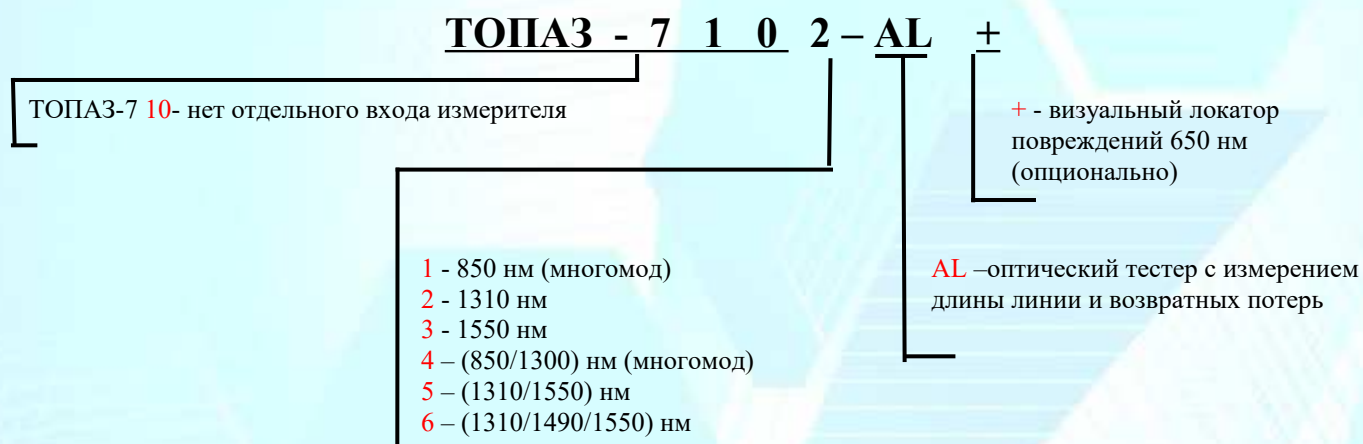 ТОПАЗ - 7 1 0 2 – AL +
ТОПАЗ-7 10- нет отдельного входа измерителя
+ - визуальный локатор
повреждений 650 нм
(опционально)
1 - 850 нм (многомод)
2 - 1310 нм
3 - 1550 нм
4 – (850/1300) нм (многомод)
5 – (1310/1550) нм
6 – (1310/1490/1550) нм
AL –оптический тестер с измерением
длины линии и возвратных потерь